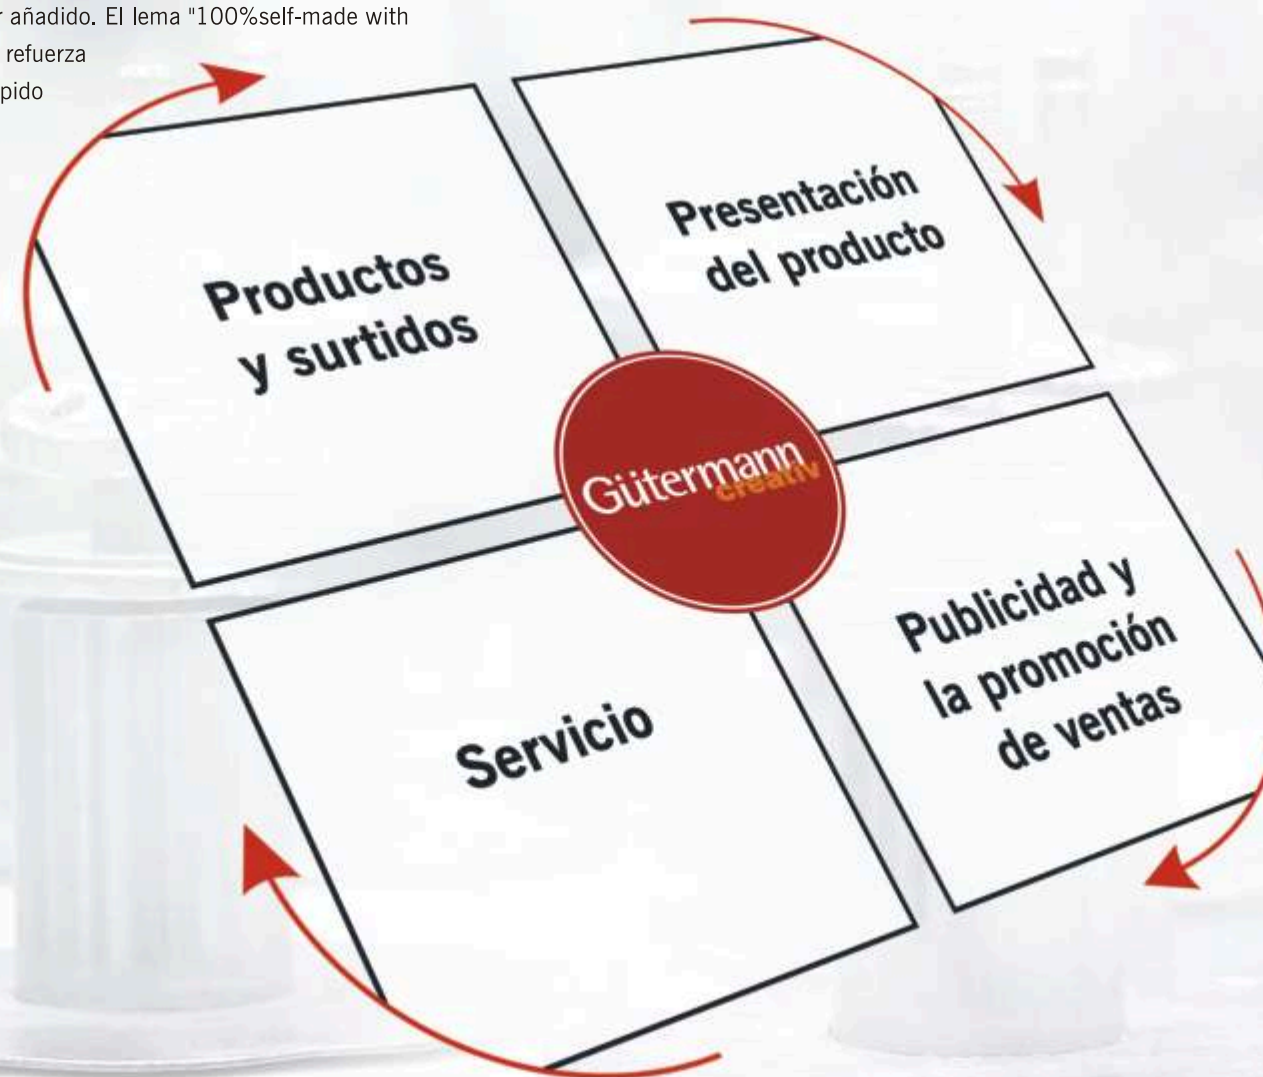 añadido. El lema "100%self-made with
refuerza
Productos
y surtidos
Presentación
del producto
Gütermann
creativ
Servicio
Publicidad y
la promoción
de ventas